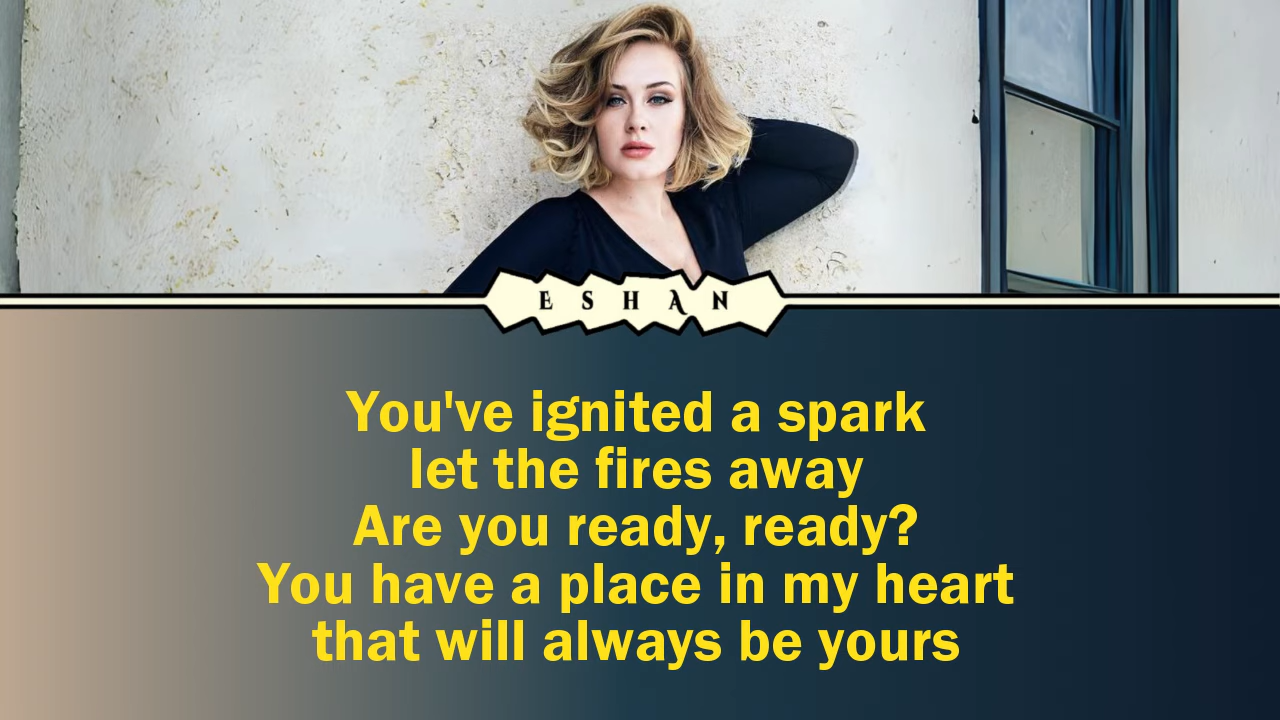 ESHAN
You've ignited a spark
let the fires away
Are you ready, ready?
You have a place in my heart
that will always be yours